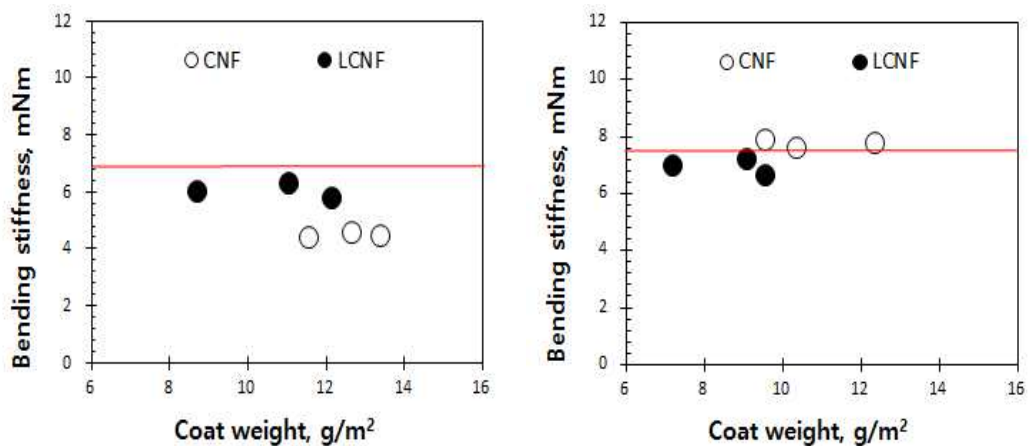 12
10
8
6
4
2
0
Bending stiffness, mNm
CNF
LCNF
6 8 10 12 14 16
Coat weight, g/m²
12
10
8
6
4
2
0
Bending stiffness, mNm
CNF
LCNF
6 8 10 12 14 16
Coat weight, g/m²